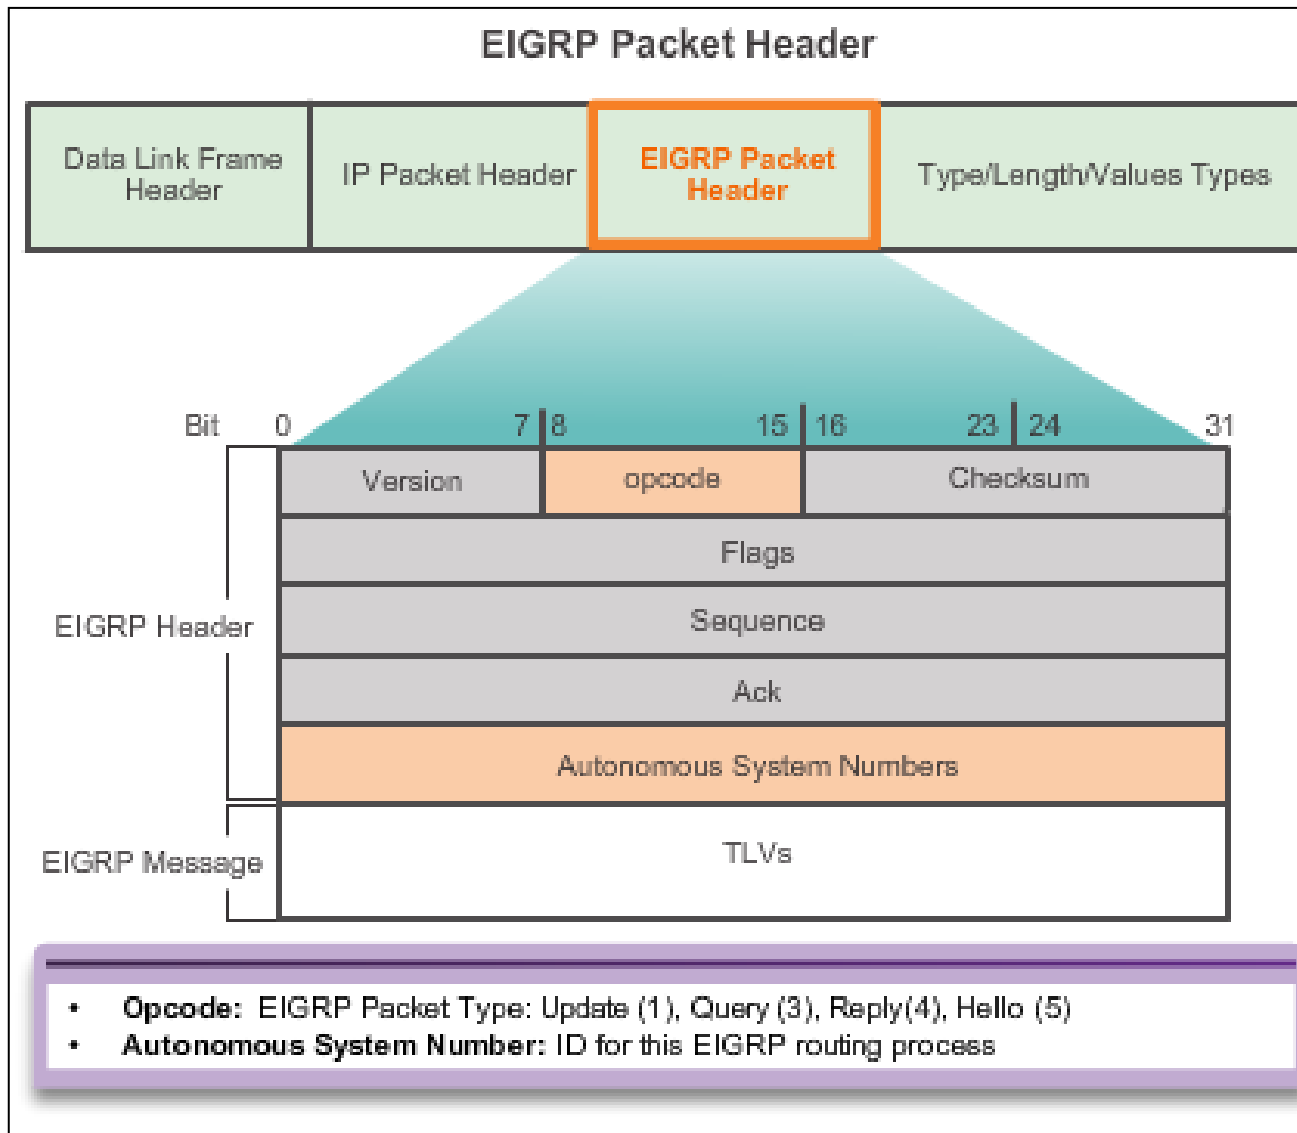 EIGRP Packet Header
Data Link Frame
Header
IP Packet Header
EIGRP Packet
Header
Type/Length/Values Types
Bit 0 7 8 15 16 23 24 31
Version opcode Checksum
Flags
Sequence
EIGRP Header
Ack
Autonomous System Numbers
TLVs
EIGRP Message
• Opcode: EIGRP Packet Type: Update (1), Query (3), Reply(4), Hello (5)
• Autonomous System Number: ID for this EIGRP routing process